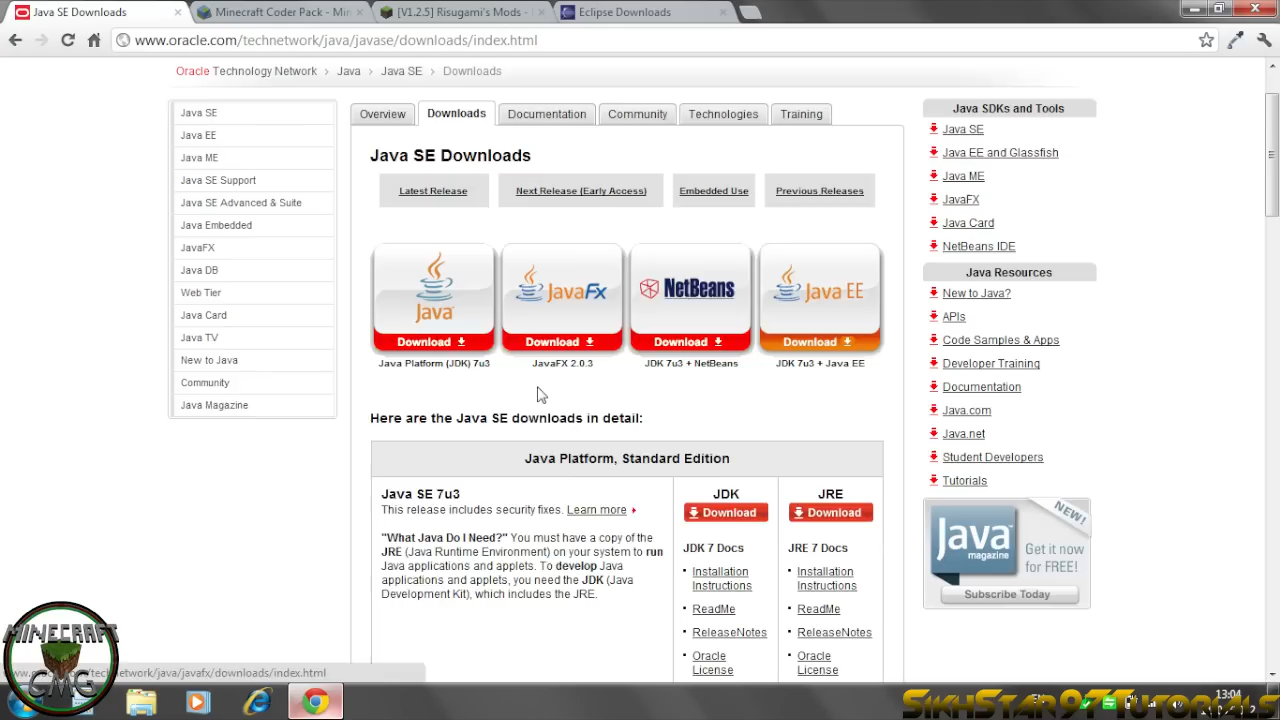 Java SE Downloads
Minecraft Coder Pack - Min
[V1.2.5] Risugami's Mods -
Eclipse Downloads
www.oracle.com/technetwork/java/javase/downloads/index.html
Oracle Technology Network › Java › Java SE › Downloads
Java SE
Java EE
Java ME
Java SE Support
Java SE Advanced & Suite
Java Embedded
JavaFX
Java DB
Web Tier
Java Card
Java TV
New to Java
Community
Java Magazine
Overview
Downloads
Documentation
Community
Technologies
Training
Java SE Downloads
Latest Release
Next Release (Early Access)
Embedded Use
Previous Releases
Java
Download
Java Platform (JDK) 7u3
JavaFx
Download
JavaFX 2.0.3
NetBeans
Download
JDK 7u3 + NetBeans
Java EE
Download
JDK 7u3 + Java EE
Here are the Java SE downloads in detail:
Java Platform, Standard Edition
Java SE 7u3
This release includes security fixes. Learn more
"What Java Do I Need?" You must have a copy of the
JRE (Java Runtime Environment) on your system to run
Java applications and applets. To develop Java
applications and applets, you need the JDK (Java
Development Kit), which includes the JRE.
JDK
Download
JDK 7 Docs
Installation
Instructions
ReadMe
ReleaseNotes
Oracle
License
JRE
Download
JRE 7 Docs
Installation
Instructions
ReadMe
ReleaseNotes
Oracle
License
Java SDKs and Tools
Java SE
Java EE and Glassfish
Java ME
JavaFX
Java Card
NetBeans IDE
Java Resources
New to Java?
APIs
Code Samples & Apps
Developer Training
Documentation
Java.com
Java.net
Student Developers
Tutorials
NEW!
Java
magazine
Get it now
for FREE!
Subscribe Today
MINECRAFT
CMG
www.oracle.com/technetwork/java/javafx/downloads/index.html
13:04
SIKHSTAR97TUTORIALS